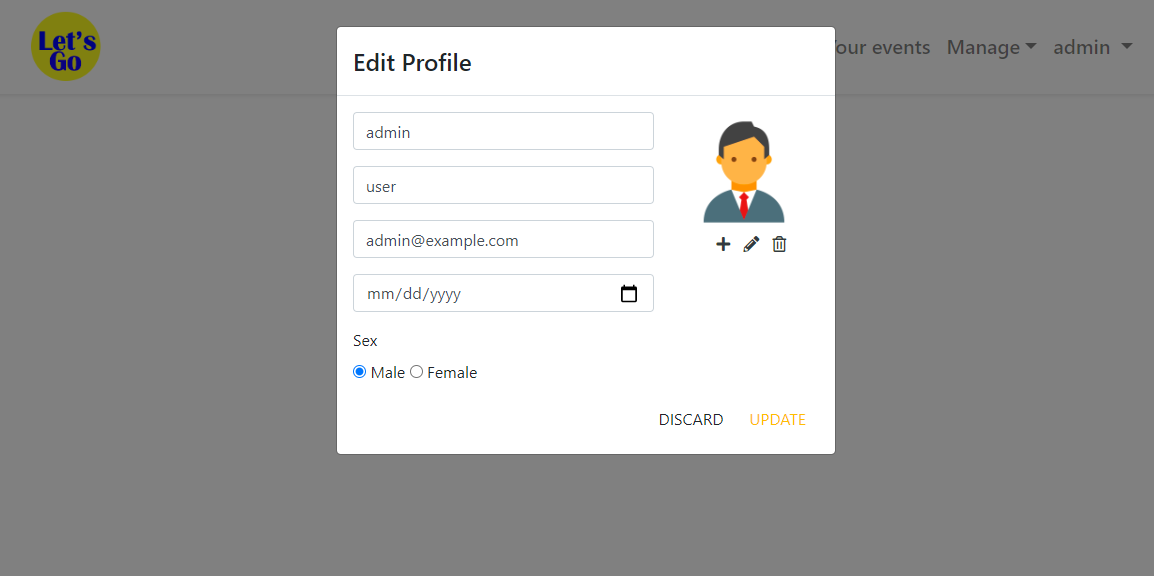 Let's
Go
our events
Manage
admin
Edit Profile
admin
user
admin@example.com
mm/dd/yyyy
Sex
Male
Female
DISCARD
UPDATE